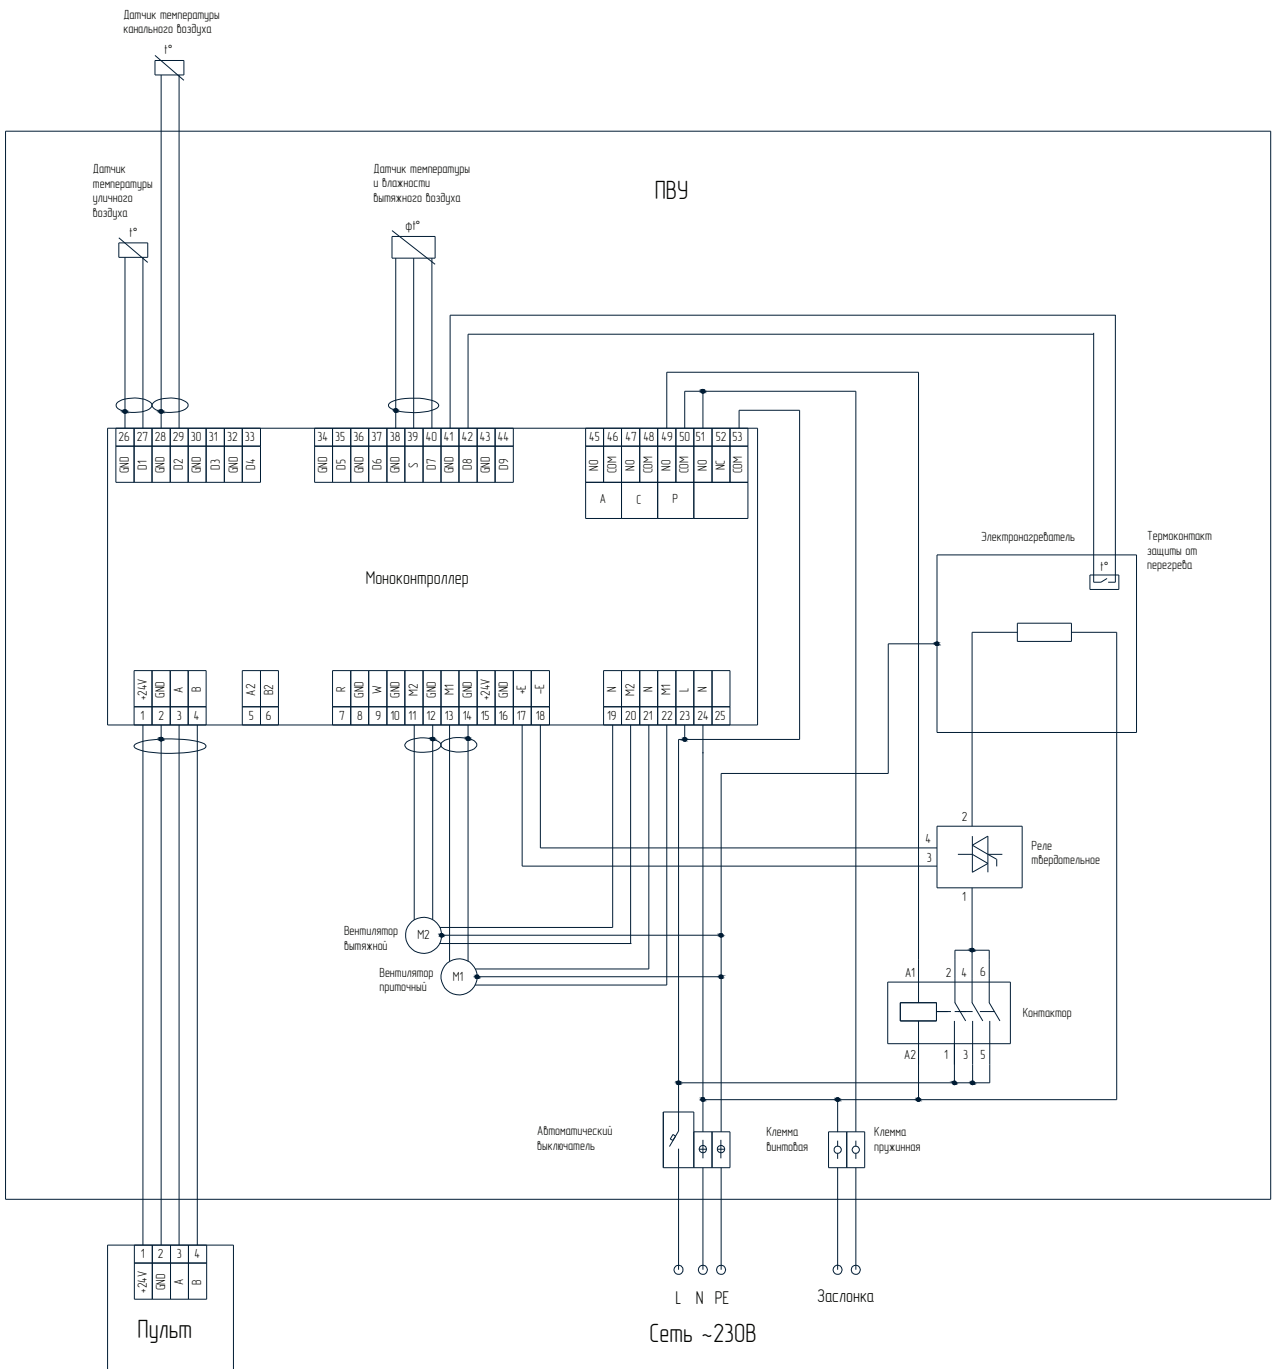 Датчик температуры
канального воздуха
t°
Датчик
температуры
уличного
воздуха
t°
Датчик температуры
и влажности
вытяжного воздуха
φt°
ПВУ
26 27 28 29 30 31 32 33
GND D1 GND D2 GND D3 GND D4
34 35 36 37 38 39 40 41 42 43 44
GND D5 GND D6 GND S D7 GND D8 GND D9
45 46 47 48 49 50 51 52 53
NO COM NO COM NO COM NO NC COM
A C P
Электронагреватель
Термоконтакт
защиты от
перегрева
t°
Моноконтроллер
+24V GND A B
1 2 3 4
A2 B2
5 6
R GND W GND M2 GND M1 GND +24V GND +E -E
7 8 9 10 11 12 13 14 15 16 17 18
N M2 N M1 L N
19 20 21 22 23 24 25
2
4
3
1
Реле
твердотельное
Вентилятор
вытяжной
M2
Вентилятор
приточный
M1
A1 2 4 6
Контактор
A2 1 3 5
Автоматический
выключатель
Клемма
винтовая
Клемма
пружинная
1 2 3 4
+24V GND A B
Пульт
L N PE
Сеть ~230В
Заслонка